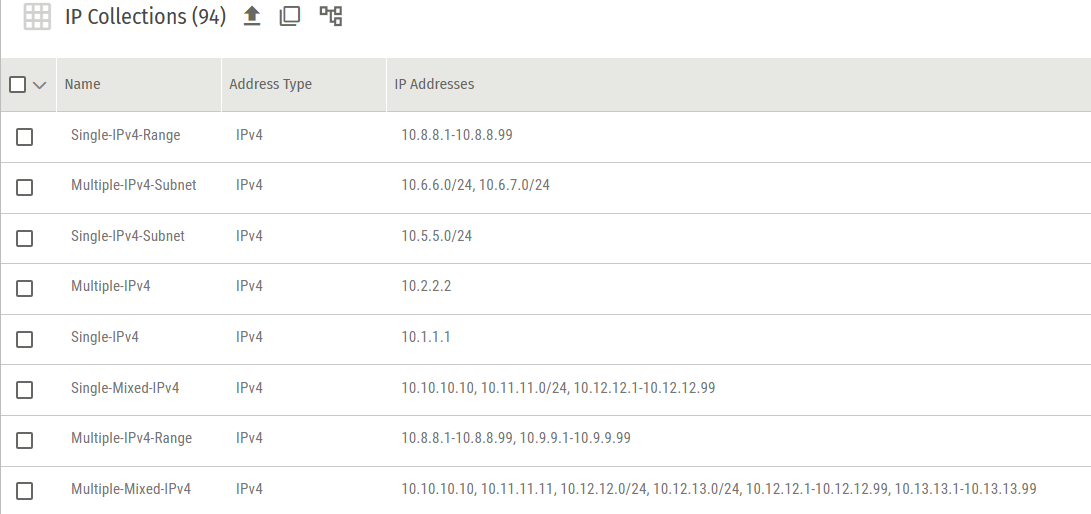 IP Collections (94)
Name Address Type IP Addresses
Single-IPv4-Range IPv4 10.8.8.1-10.8.8.99
Multiple-IPv4-Subnet IPv4 10.6.6.0/24, 10.6.7.0/24
Single-IPv4-Subnet IPv4 10.5.5.0/24
Multiple-IPv4 IPv4 10.2.2.2
Single-IPv4 IPv4 10.1.1.1
Single-Mixed-IPv4 IPv4 10.10.10.10, 10.11.11.0/24, 10.12.12.1-10.12.12.99
Multiple-IPv4-Range IPv4 10.8.8.1-10.8.8.99, 10.9.9.1-10.9.9.99
Multiple-Mixed-IPv4 IPv4 10.10.10.10, 10.11.11.11, 10.12.12.0/24, 10.12.13.0/24, 10.12.12.1-10.12.12.99, 10.13.13.1-10.13.13.99